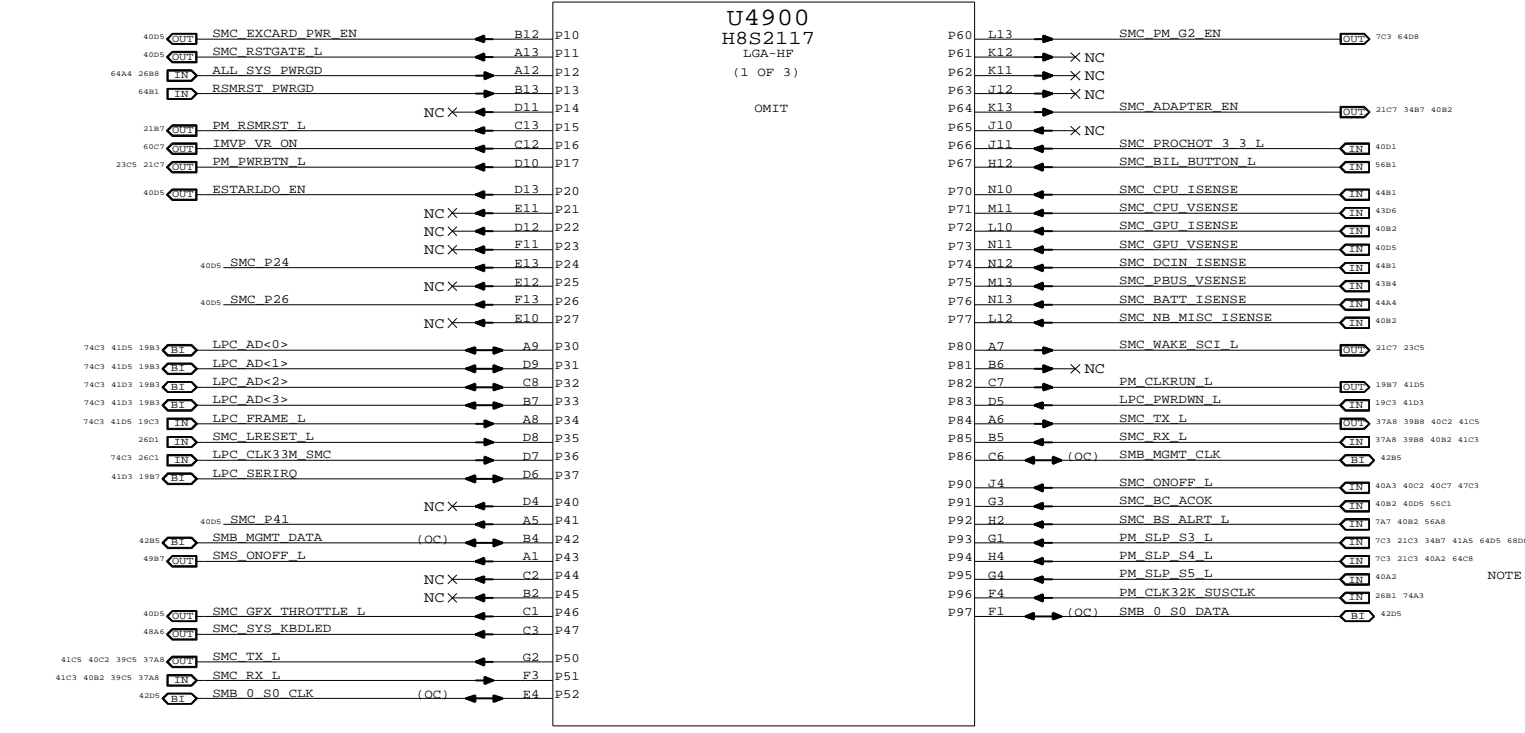 U4900
H8S2117
LGA-HF
(1 OF 3)
OMIT
40D5 OUT SMC_EXCARD_PWR_EN B12 P10
40D5 OUT SMC_RSTGATE_L A13 P11
64A4 26B8 IN ALL_SYS_PWRGD A12 P12
64B1 IN RSMRST_PWRGD B13 P13
NC D11 P14
21B7 OUT PM_RSMRST_L C13 P15
60C7 OUT IMVP_VR_ON C12 P16
23C5 21C7 OUT PM_PWRBTN_L D10 P17
40D5 OUT ESTARLDO_EN D13 P20
NC E11 P21
NC D12 P22
NC F11 P23
40D5 SMC_P24 E13 P24
NC E12 P25
40D5 SMC_P26 F13 P26
NC E10 P27
74C3 41D5 19B3 BI LPC_AD<0> A9 P30
74C3 41D5 19B3 BI LPC_AD<1> D9 P31
74C3 41D3 19B3 BI LPC_AD<2> C8 P32
74C3 41D3 19B3 BI LPC_AD<3> B7 P33
74C3 41D5 19C3 IN LPC_FRAME_L A8 P34
26D1 IN SMC_LRESET_L D8 P35
74C3 26C1 IN LPC_CLK33M_SMC D7 P36
41D3 19B7 BI LPC_SERIRQ D6 P37
NC D4 P40
40D5 SMC_P41 A5 P41
42B5 BI SMB_MGMT_DATA (OC) B4 P42
49B7 OUT SMS_ONOFF_L A1 P43
NC C2 P44
NC B2 P45
40D5 OUT SMC_GFX_THROTTLE_L C1 P46
48A6 OUT SMC_SYS_KBDLED C3 P47
41C5 40C2 39C5 37A8 OUT SMC_TX_L G2 P50
41C3 40B2 39C5 37A8 IN SMC_RX_L F3 P51
42D5 BI SMB_0_S0_CLK (OC) E4 P52
P60 L13 SMC_PM_G2_EN OUT 7C3 64D8
P61 K12 NC
P62 K11 NC
P63 J12 NC
P64 K13 SMC_ADAPTER_EN OUT 21C7 34B7 40B2
P65 J10 NC
P66 J11 SMC_PROCHOT_3_3_L IN 40D1
P67 H12 SMC_BIL_BUTTON_L IN 56B1
P70 N10 SMC_CPU_ISENSE IN 44B1
P71 M11 SMC_CPU_VSENSE IN 43D6
P72 L10 SMC_GPU_ISENSE IN 40B2
P73 N11 SMC_GPU_VSENSE IN 40D5
P74 N12 SMC_DCIN_ISENSE IN 44B1
P75 M13 SMC_PBUS_VSENSE IN 43B4
P76 N13 SMC_BATT_ISENSE IN 44A4
P77 L12 SMC_NB_MISC_ISENSE IN 40B2
P80 A7 SMC_WAKE_SCI_L OUT 21C7 23C5
P81 B6 NC
P82 C7 PM_CLKRUN_L OUT 19B7 41D5
P83 D5 LPC_PWRDWN_L IN 19C3 41D3
P84 A6 SMC_TX_L OUT 37A8 39B8 40C2 41C5
P85 B5 SMC_RX_L IN 37A8 39B8 40B2 41C3
P86 C6 (OC) SMB_MGMT_CLK BI 42B5
P90 J4 SMC_ONOFF_L IN 40A3 40C2 40C7 47C3
P91 G3 SMC_BC_ACOK IN 40B2 40D5 56C1
P92 H2 SMC_BS_ALRT_L IN 7A7 40B2 56A8
P93 G1 PM_SLP_S3_L IN 7C3 21C3 34B7 41A5 64D5 68D8
P94 H4 PM_SLP_S4_L IN 7C3 21C3 40A2 64C8
P95 G4 PM_SLP_S5_L IN 40A2
NOTE
P96 F4 PM_CLK32K_SUSCLK IN 26B1 74A3
P97 F1 (OC) SMB_0_S0_DATA BI 42D5